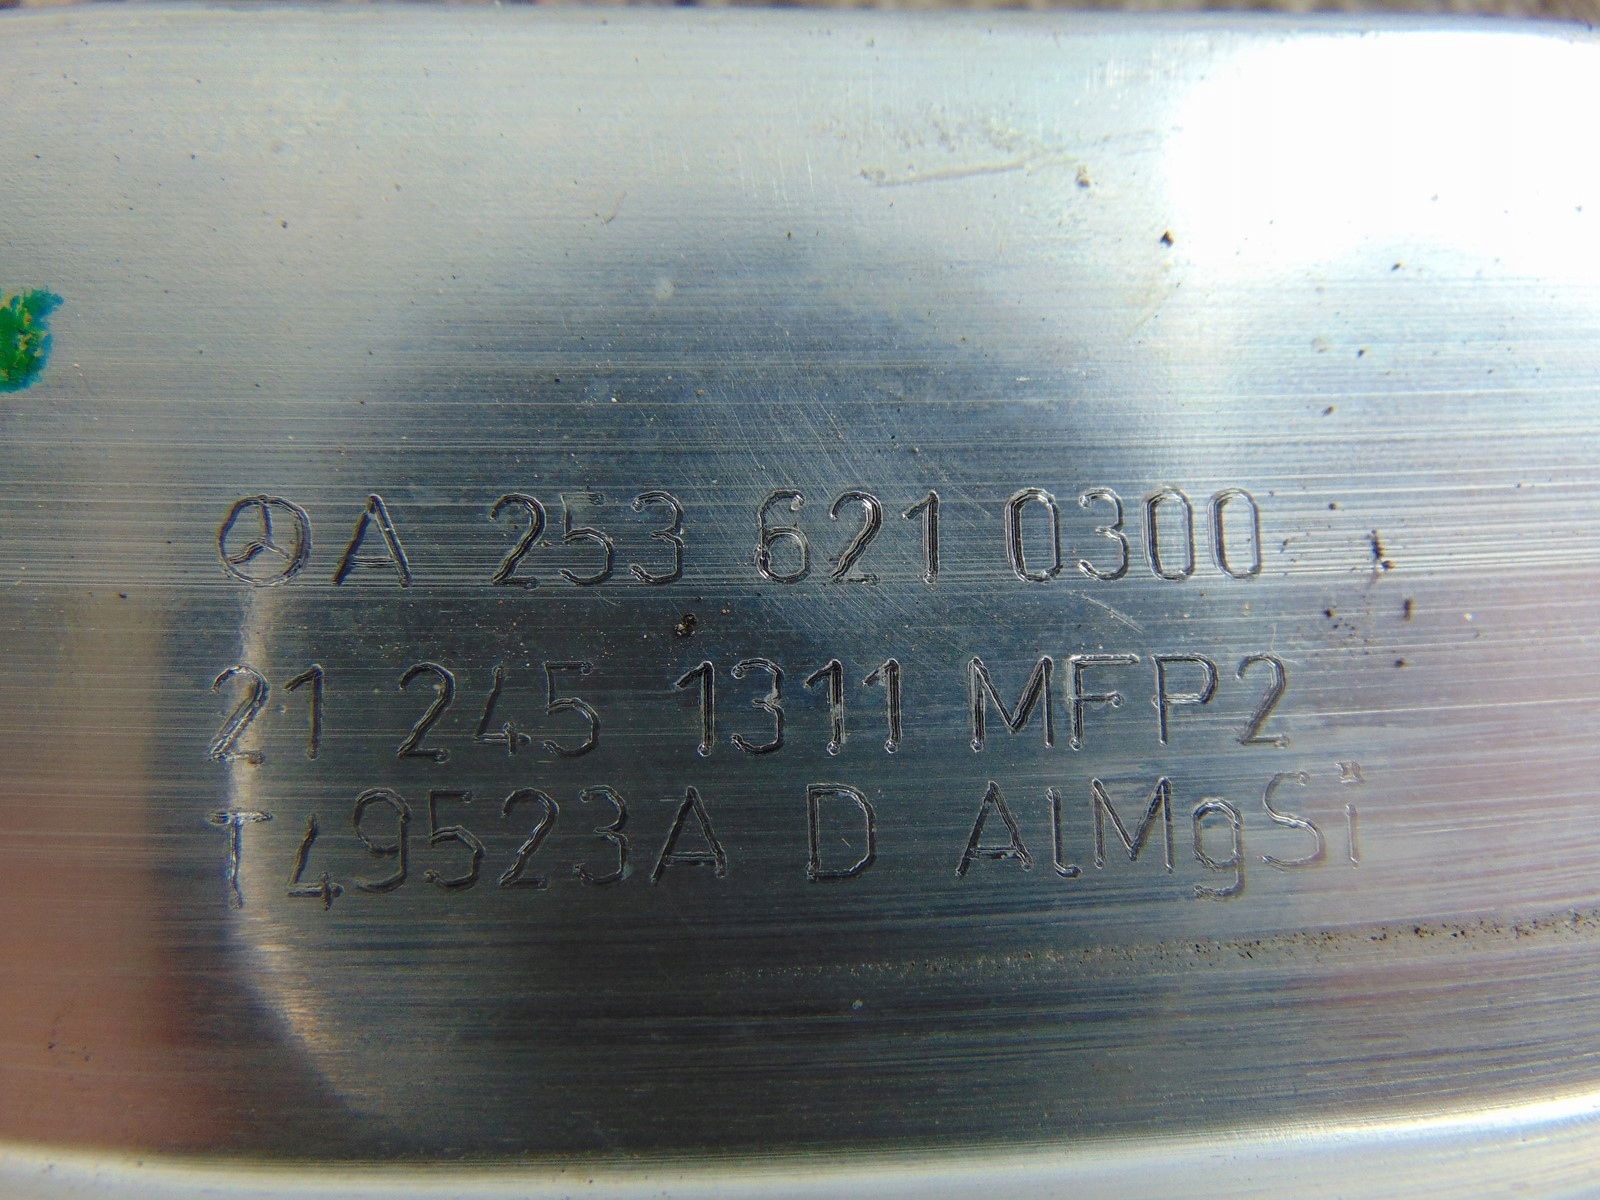 A 253 621 0300
21 245 1311 MFP2
T49523A D AlMgSi